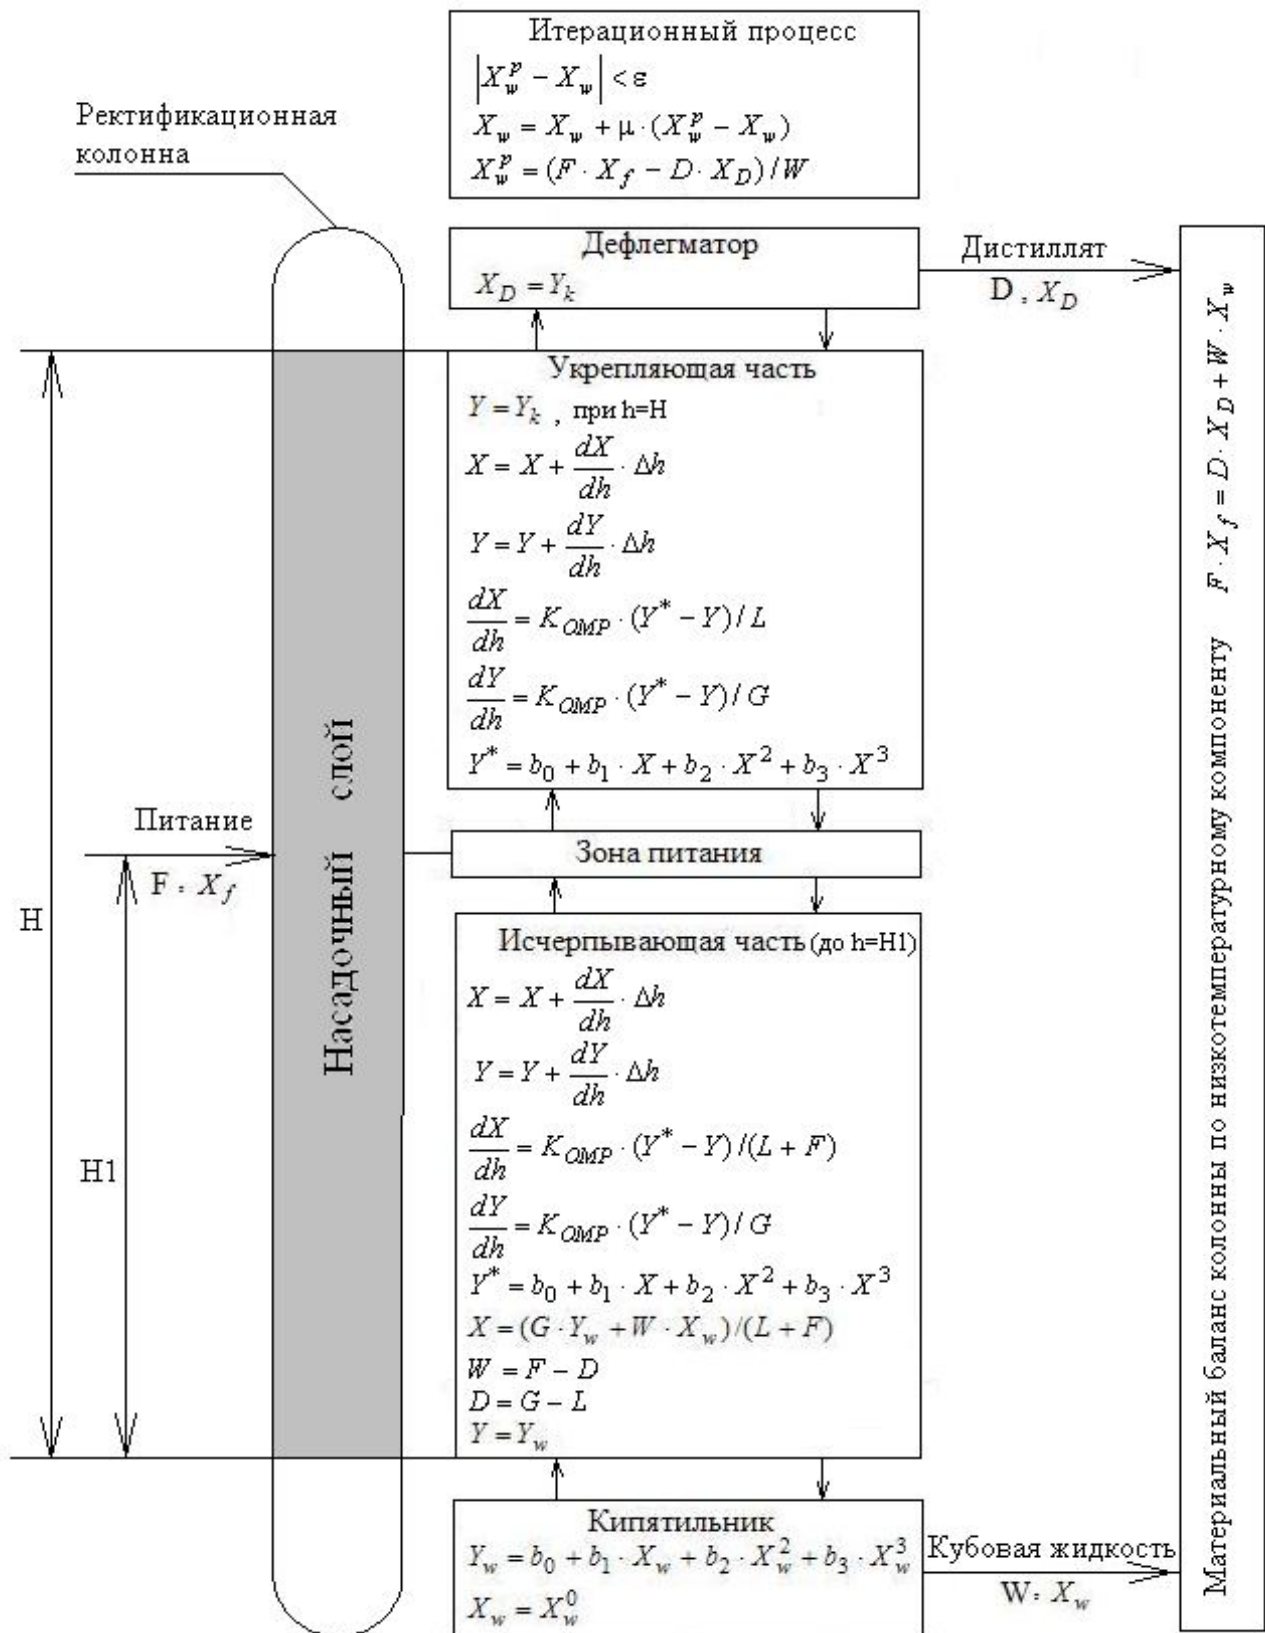 Итерационный процесс
|X_w^p − X_w| < ε
X_w = X_w + μ · (X_w^p − X_w)
X_w^p = (F · X_f − D · X_D) / W
Ректификационная
колонна
Дефлегматор
X_D = Y_k
Дистиллят
D , X_D
Укрепляющая часть
Y = Y_k , при h=H
X = X + dX/dh · Δh
Y = Y + dY/dh · Δh
dX/dh = K_OMP · (Y* − Y) / L
dY/dh = K_OMP · (Y* − Y) / G
Y* = b_0 + b_1 · X + b_2 · X^2 + b_3 · X^3
Питание
F , X_f
Зона питания
H
H1
Насадочный слой
Исчерпывающая часть (до h=H1)
X = X + dX/dh · Δh
Y = Y + dY/dh · Δh
dX/dh = K_OMP · (Y* − Y) /(L + F)
dY/dh = K_OMP · (Y* − Y) / G
Y* = b_0 + b_1 · X + b_2 · X^2 + b_3 · X^3
X = (G · Y_w + W · X_w) /(L + F)
W = F − D
D = G − L
Y = Y_w
Кипятильник
Y_w = b_0 + b_1 · X_w + b_2 · X_w^2 + b_3 · X_w^3
X_w = X_w^0
Кубовая жидкость
W , X_w
Материальный баланс колонны по низкотемпературному компоненту F · X_f = D · X_D + W · X_w